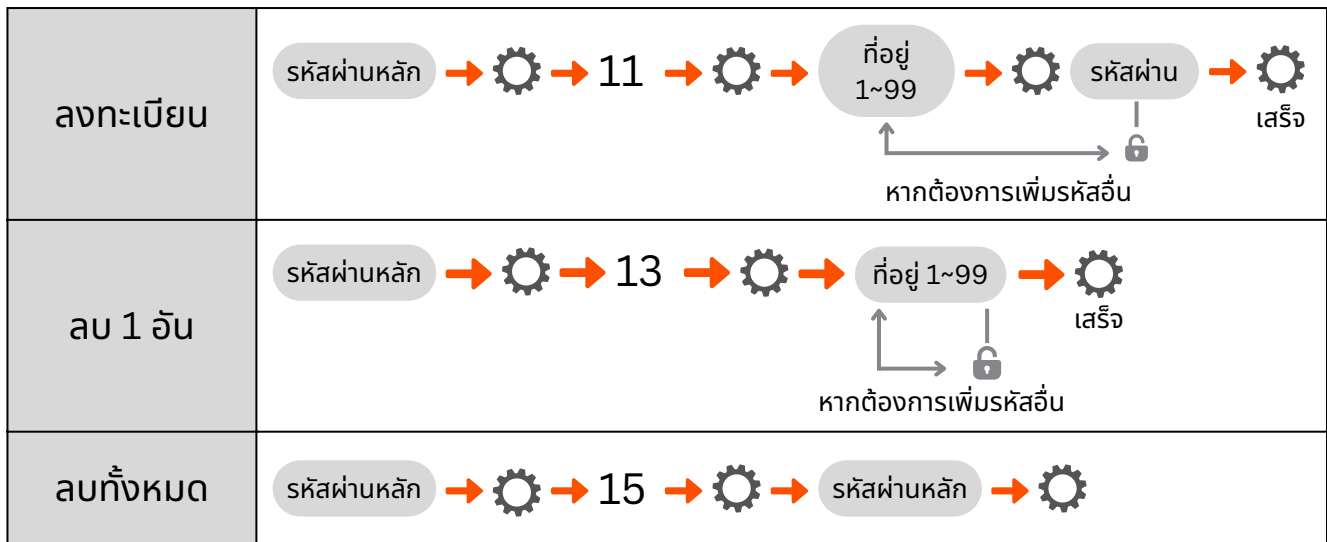 ลงทะเบียน
รหัสผ่านหลัก 11 ที่อยู่ 1~99 รหัสผ่าน
เสร็จ
หากต้องการเพิ่มรหัสอื่น
ลบ 1 อัน
รหัสผ่านหลัก 13 ที่อยู่ 1~99
เสร็จ
หากต้องการเพิ่มรหัสอื่น
ลบทั้งหมด
รหัสผ่านหลัก 15 รหัสผ่านหลัก